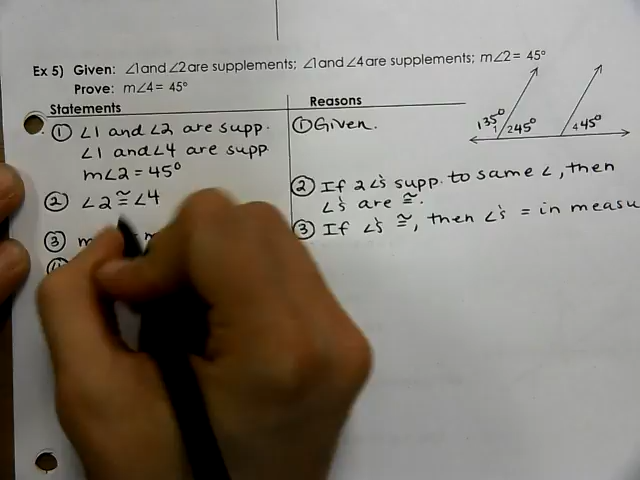 Ex 5) Given: ∠1 and ∠2 are supplements; ∠1 and ∠4 are supplements; m∠2 = 45°
Prove: m∠4 = 45°
Statements Reasons
① ∠1 and ∠2 are supp. ① Given.
∠1 and ∠4 are supp
m∠2 = 45°
② ∠2 ≅ ∠4 ② If 2 ∠'s supp. to same ∠, then
∠'s are ≅.
③ m = m ③ If ∠'s ≅, then ∠'s = in measu
④
135°
1 2 45° 4 45°